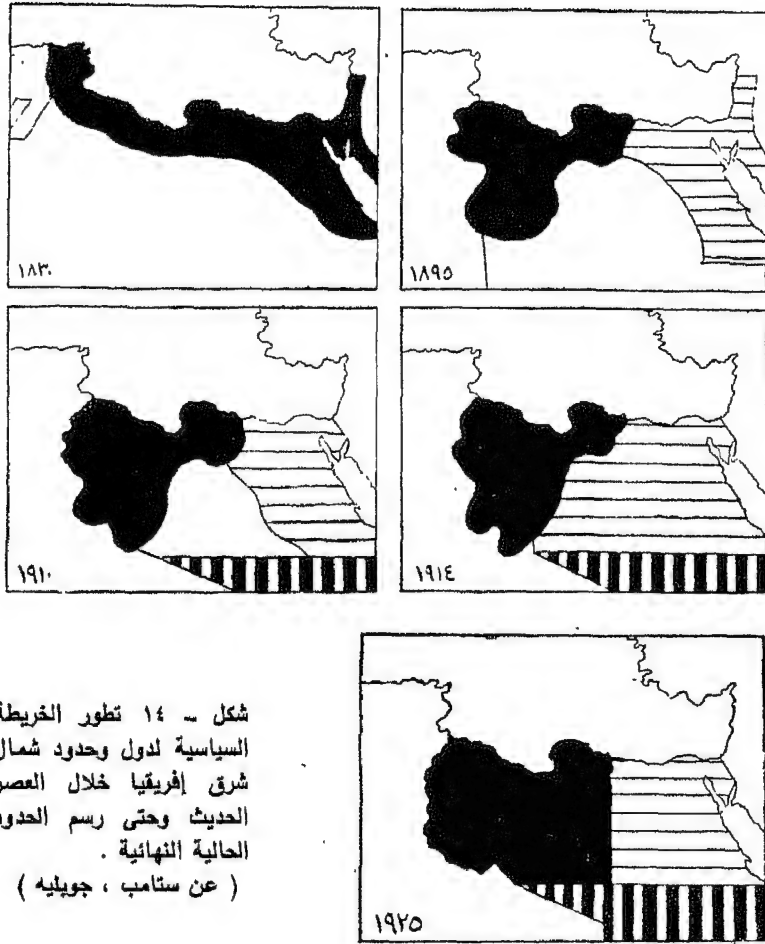 ١٨٣٠
١٨٩٥
١٩١٠
١٩١٤
شكل - ١٤ تطور الخريطة
السياسية لدول وحدود شمال
شرق إفريقيا خلال العصر
الحديث وحتى رسم الحدود
الحالية النهائية .
( عن ستامب ، جويليه )
١٩٢٥